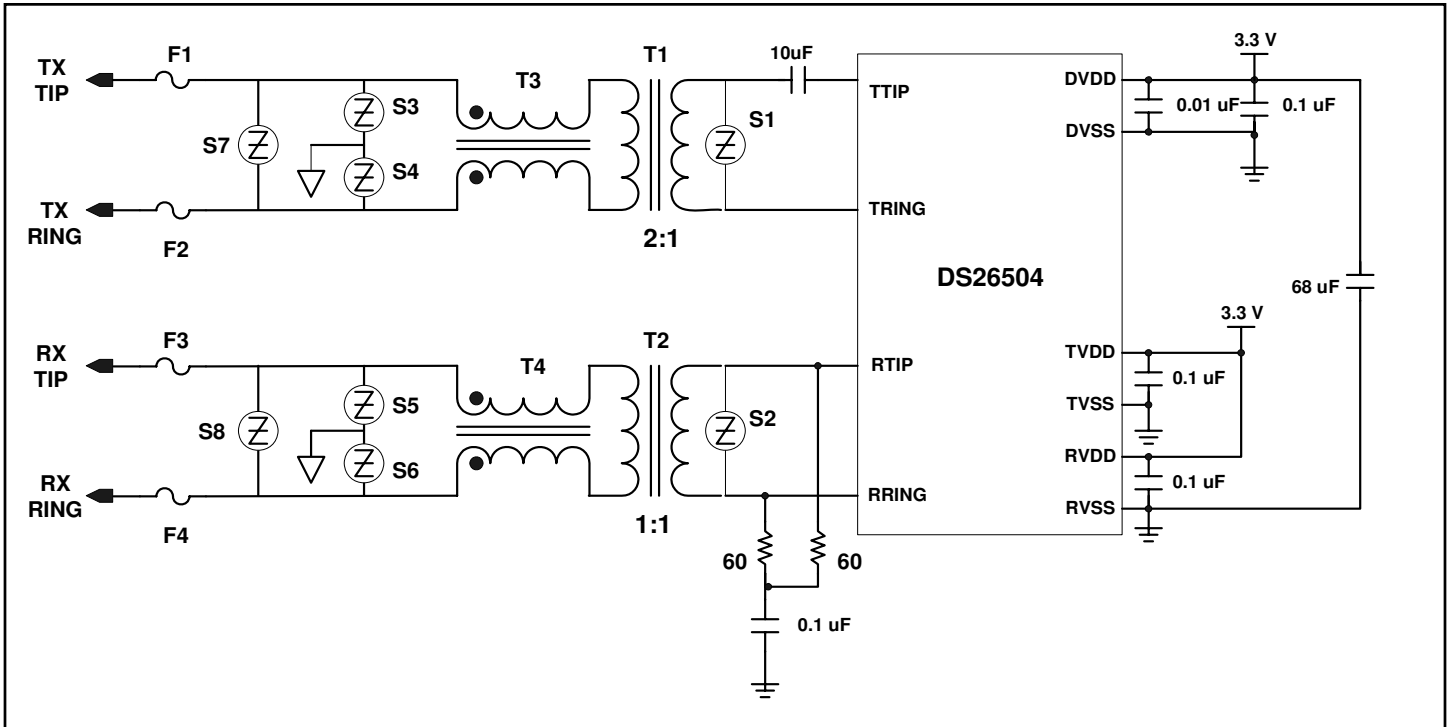 TX
TIP
F1
S7
S3
S4
T3
T1
2:1
S1
10uF
TTIP
TRING
TX
RING
F2
DS26504
DVDD
DVSS
3.3 V
0.01 uF
0.1 uF
68 uF
3.3 V
TVDD
0.1 uF
TVSS
RVDD
0.1 uF
RVSS
RX
TIP
F3
S8
S5
S6
T4
T2
1:1
S2
RTIP
RRING
RX
RING
F4
60
60
0.1 uF